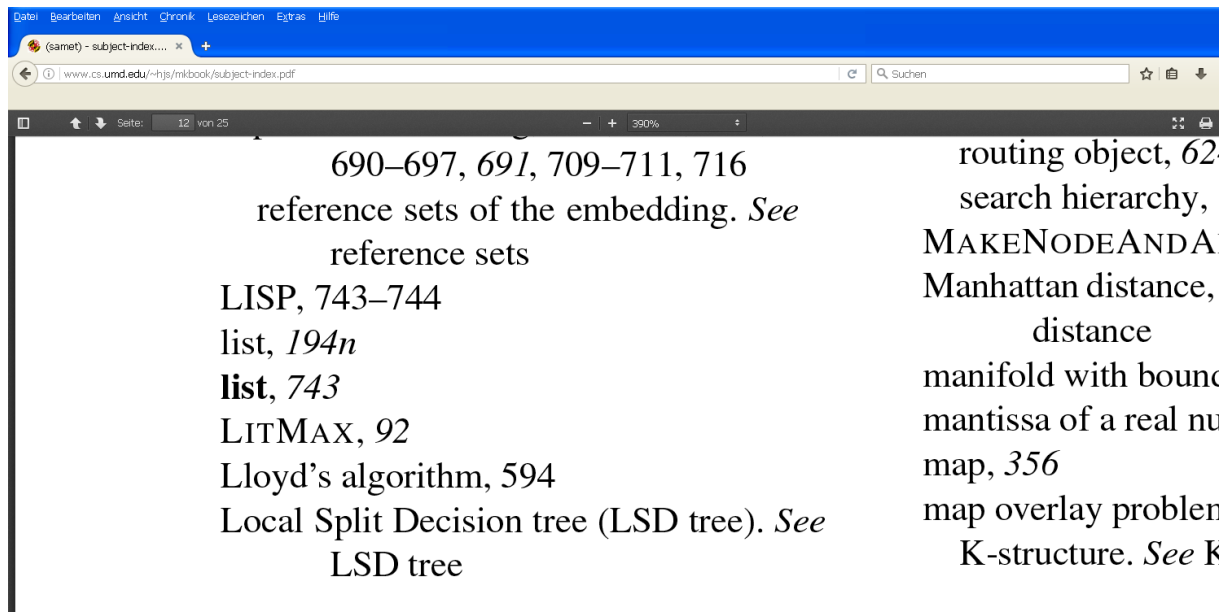 Datei Bearbeiten Ansicht Chronik Lesezeichen Extras Hilfe
(samet) - subject-index....
www.cs.umd.edu/~hjs/mkbook/subject-index.pdf
Suchen
Seite: 12 von 25
390%
690–697, 691, 709–711, 716
reference sets of the embedding. See
reference sets
LISP, 743–744
list, 194n
list, 743
LITMAX, 92
Lloyd's algorithm, 594
Local Split Decision tree (LSD tree). See
LSD tree
routing object,
search hierarchy,
Manhattan distance,
distance
manifold with
mantissa of a real
map, 356
map overlay
K-structure. See